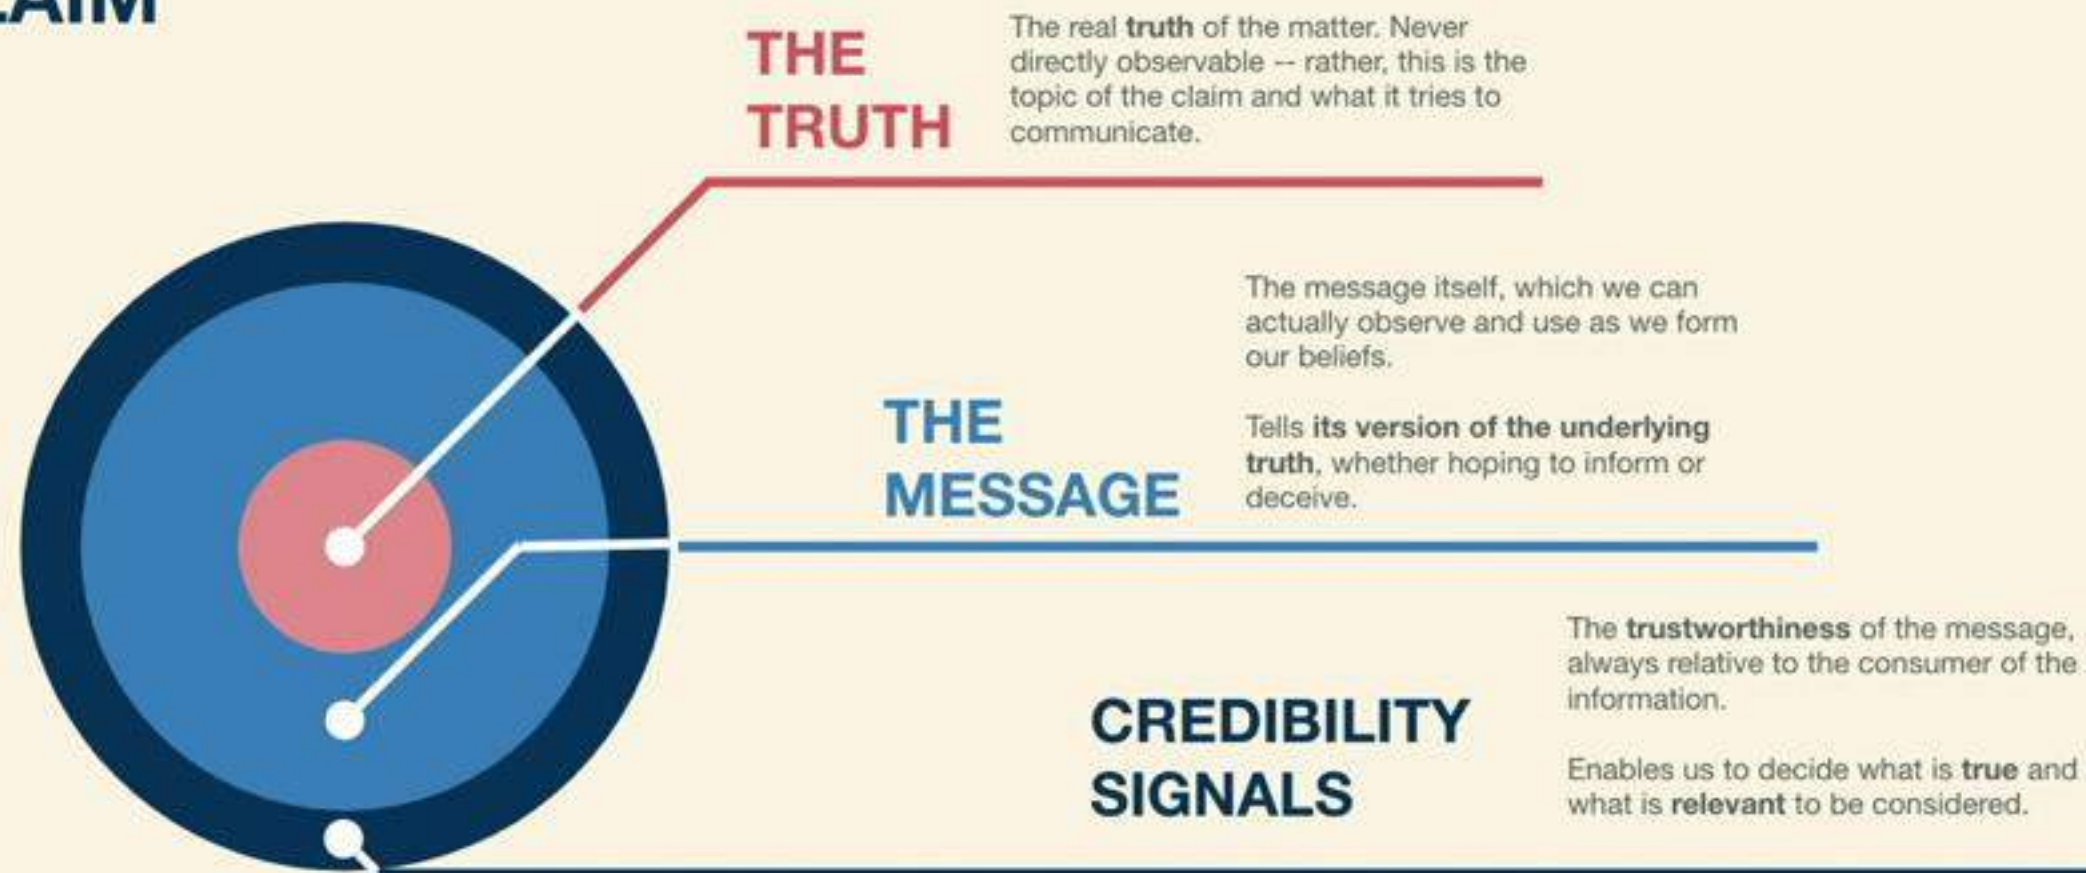 THE
TRUTH
The real truth of the matter. Never
directly observable -- rather, this is the
topic of the claim and what it tries to
communicate.
THE
MESSAGE
The message itself, which we can
actually observe and use as we form
our beliefs.
Tells its version of the underlying
truth, whether hoping to inform or
deceive.
CREDIBILITY
SIGNALS
The trustworthiness of the message,
always relative to the consumer of the
information.
Enables us to decide what is true and
what is relevant to be considered.